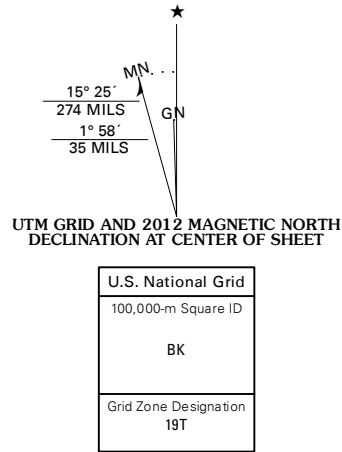 ★
MN
15° 25´
274 MILS
GN
1° 58´
35 MILS
UTM GRID AND 2012 MAGNETIC NORTH
DECLINATION AT CENTER OF SHEET
U.S. National Grid
100,000-m Square ID
BK
Grid Zone Designation
19T